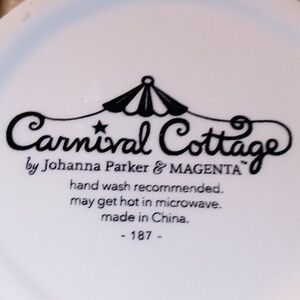 Carnival Cottage
by Johanna Parker & MAGENTA™
hand wash recommended.
may get hot in microwave.
made in China.
- 187 -